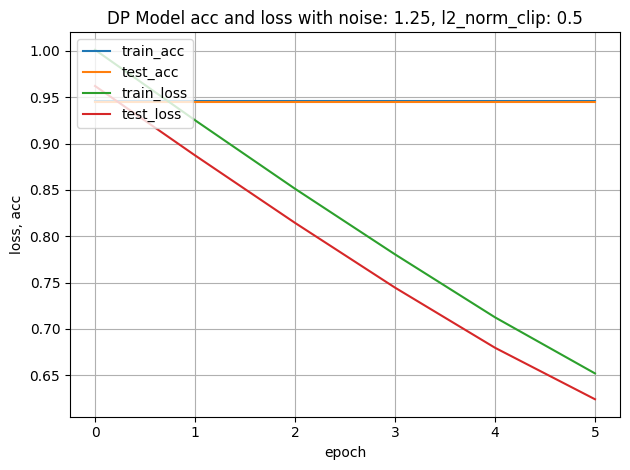 DP Model acc and loss with noise: 1.25, l2_norm_clip: 0.5
train_acc
test_acc
train_loss
test_loss
loss, acc
1.00
0.95
0.90
0.85
0.80
0.75
0.70
0.65
0 1 2 3 4 5
epoch